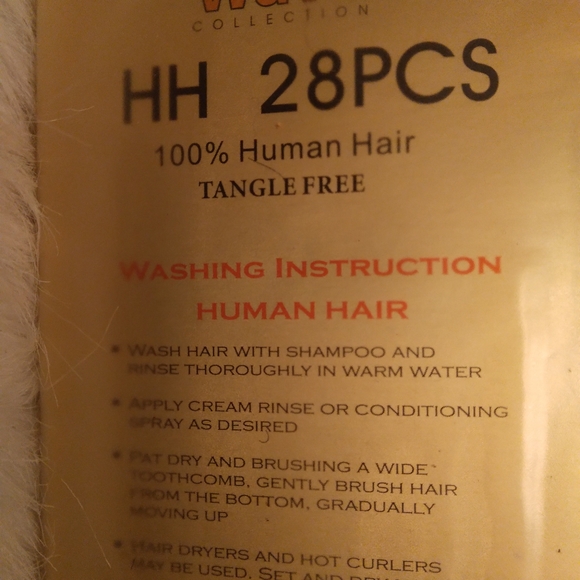 COLLECTION
HH 28PCS
100% Human Hair
TANGLE FREE
WASHING INSTRUCTION
HUMAN HAIR
• WASH HAIR WITH SHAMPOO AND
RINSE THOROUGHLY IN WARM WATER
• APPLY CREAM RINSE OR CONDITIONING
SPRAY AS DESIRED
• PAT DRY AND BRUSHING A WIDE
TOOTHCOMB, GENTLY BRUSH HAIR
FROM THE BOTTOM, GRADUALLY
MOVING UP
• HAIR DRYERS AND HOT CURLERS
MAY BE USED. SET AND